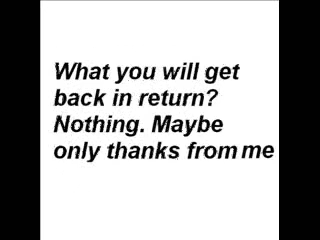 What you will get
back in return?
Nothing. Maybe
only thanks from me